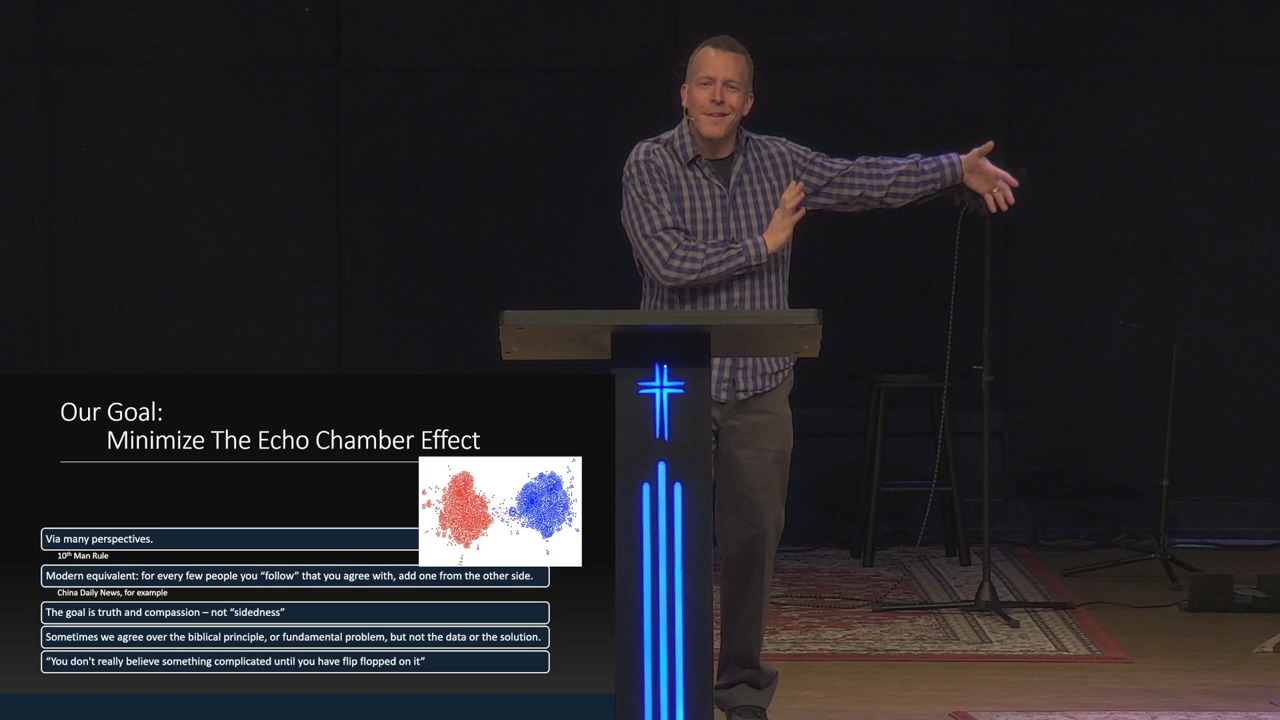 Our Goal:
Minimize The Echo Chamber Effect
Via many perspectives.
10th Man Rule
Modern equivalent: for every few people you “follow” that you agree with, add one from the other side.
China Daily News, for example
The goal is truth and compassion – not “sidedness”
Sometimes we agree over the biblical principle, or fundamental problem, but not the data or the solution.
“You don't really believe something complicated until you have flip flopped on it”